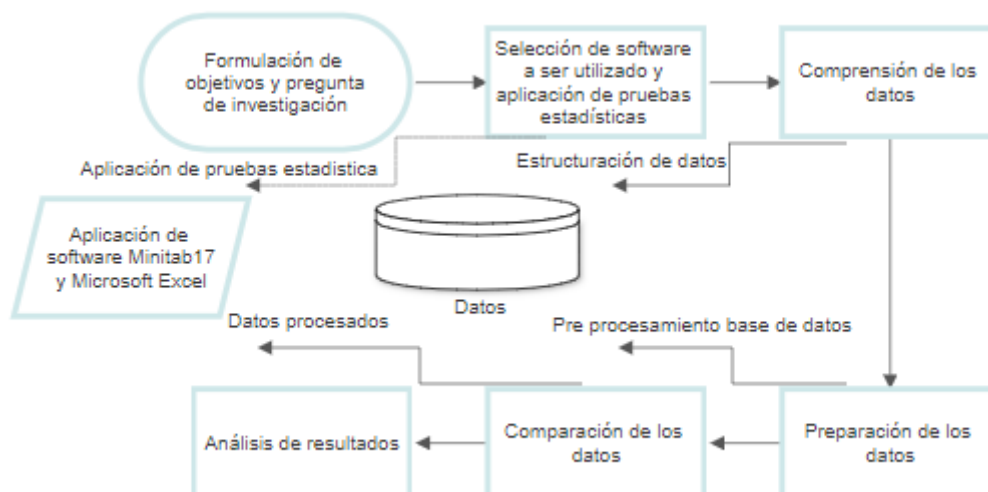 Formulación de
objetivos y pregunta
de investigación
Selección de software
a ser utilizado y
aplicación de pruebas
estadísticas
Comprensión de los
datos
Aplicación de pruebas estadistica
Estructuración de datos
Aplicación de
software Minitab17
y Microsoft Excel
Datos
Datos procesados
Pre procesamiento base de datos
Análisis de resultados
Comparación de los
datos
Preparación de los
datos